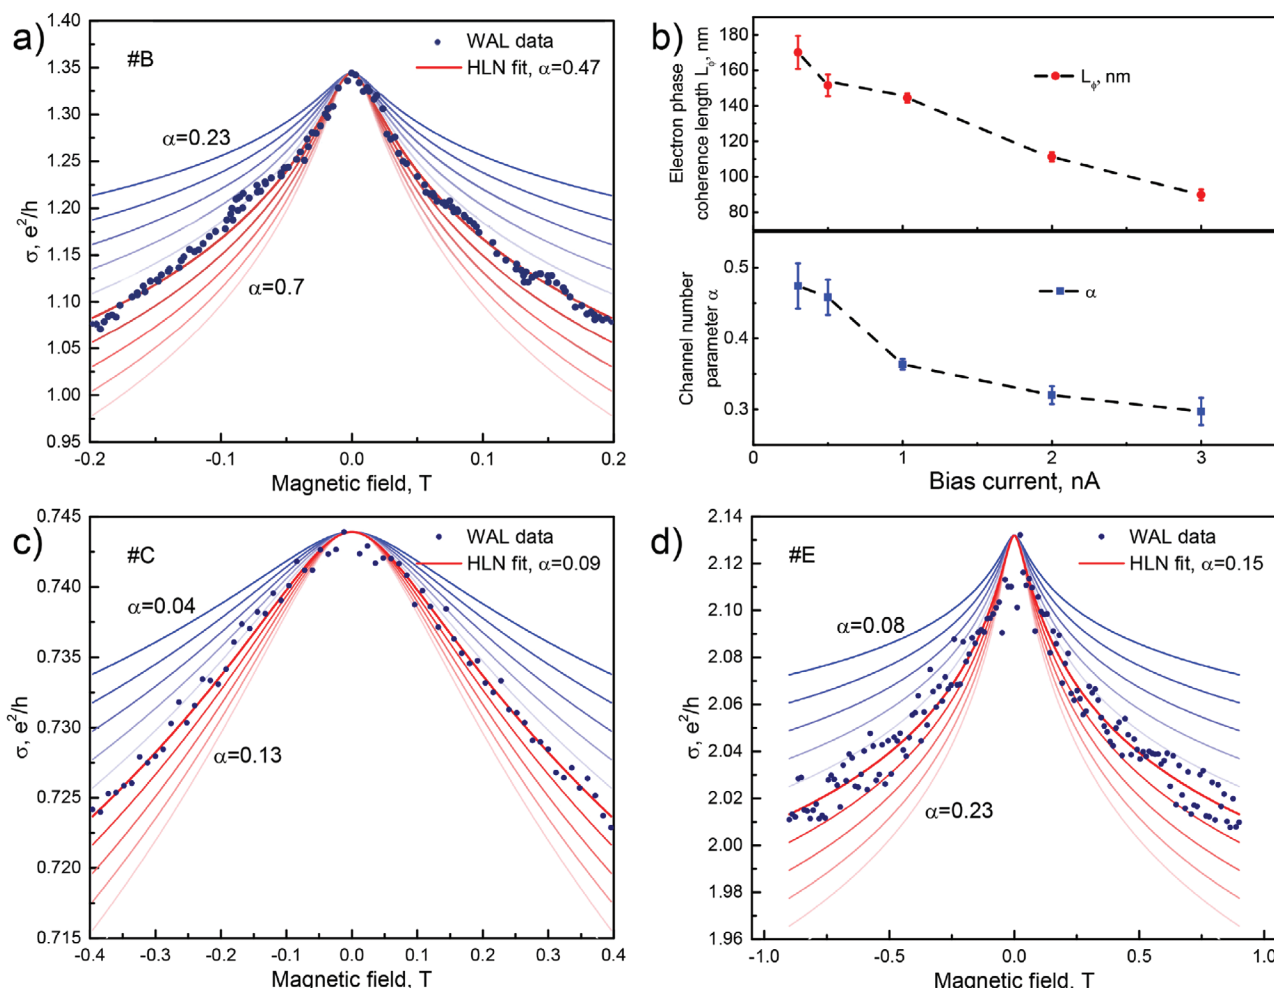 a)
#B
WAL data
HLN fit, α=0.47
α=0.23
α=0.7
1.40
1.35
1.30
1.25
1.20
1.15
1.10
1.05
1.00
0.95
σ, e²/h
-0.2
-0.1
0.0
0.1
0.2
Magnetic field, T
b)
180
160
140
120
100
80
Electron phase
coherence length Lϕ, nm
Lϕ, nm
0.5
0.4
0.3
Channel number
parameter α
α
0
1
2
3
Bias current, nA
c)
#C
WAL data
HLN fit, α=0.09
α=0.04
α=0.13
0.745
0.740
0.735
0.730
0.725
0.720
0.715
σ, e²/h
-0.4
-0.3
-0.2
-0.1
0.0
0.1
0.2
0.3
0.4
Magnetic field, T
d)
#E
WAL data
HLN fit, α=0.15
α=0.08
α=0.23
2.14
2.12
2.10
2.08
2.06
2.04
2.02
2.00
1.98
1.96
σ, e²/h
-1.0
-0.5
0.0
0.5
1.0
Magnetic field, T